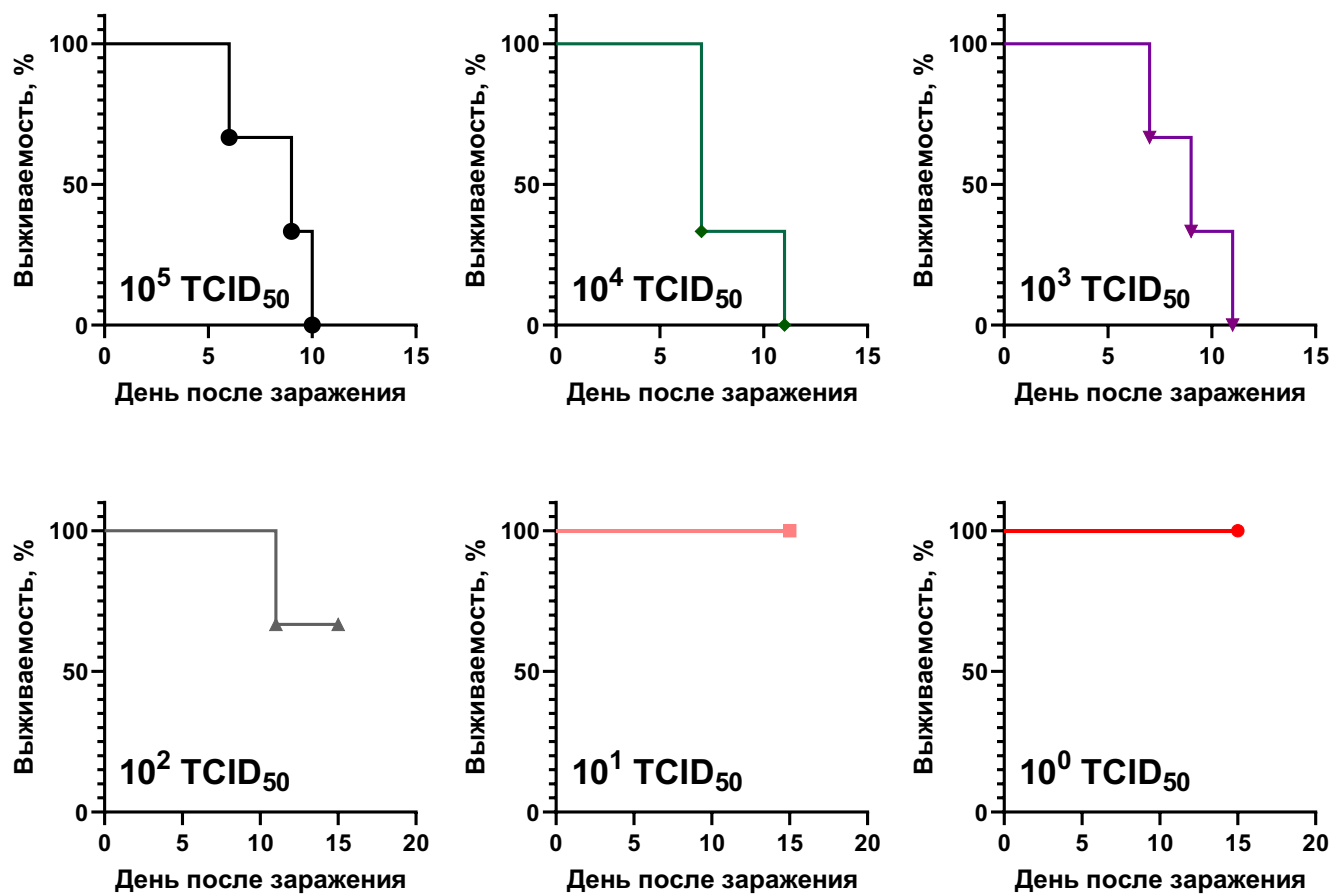 Выживаемость, %
100
50
0
10⁵ TCID₅₀
0 5 10 15
День после заражения
Выживаемость, %
100
50
0
10⁴ TCID₅₀
0 5 10 15
День после заражения
Выживаемость, %
100
50
0
10³ TCID₅₀
0 5 10 15
День после заражения
Выживаемость, %
100
50
0
10² TCID₅₀
0 5 10 15 20
День после заражения
Выживаемость, %
100
50
0
10¹ TCID₅₀
0 5 10 15 20
День после заражения
Выживаемость, %
100
50
0
10⁰ TCID₅₀
0 5 10 15 20
День после заражения